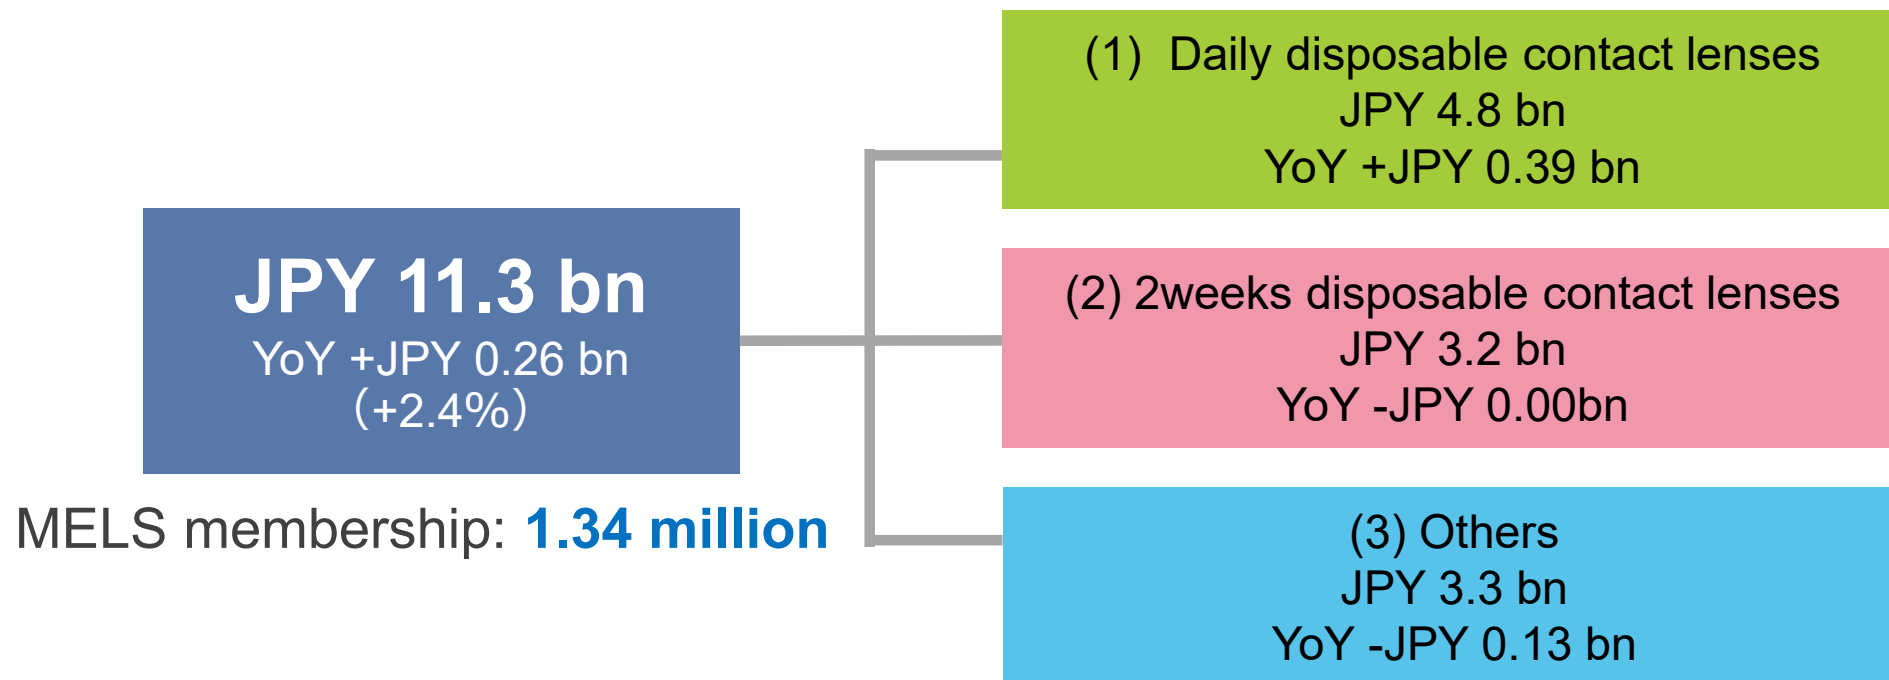 JPY 11.3 bn
YoY +JPY 0.26 bn
（+2.4%）
MELS membership: 1.34 million
(1)  Daily disposable contact lenses
JPY 4.8 bn
YoY +JPY 0.39 bn
(2) 2weeks disposable contact lenses
JPY 3.2 bn
YoY -JPY 0.00bn
(3) Others
JPY 3.3 bn
YoY -JPY 0.13 bn